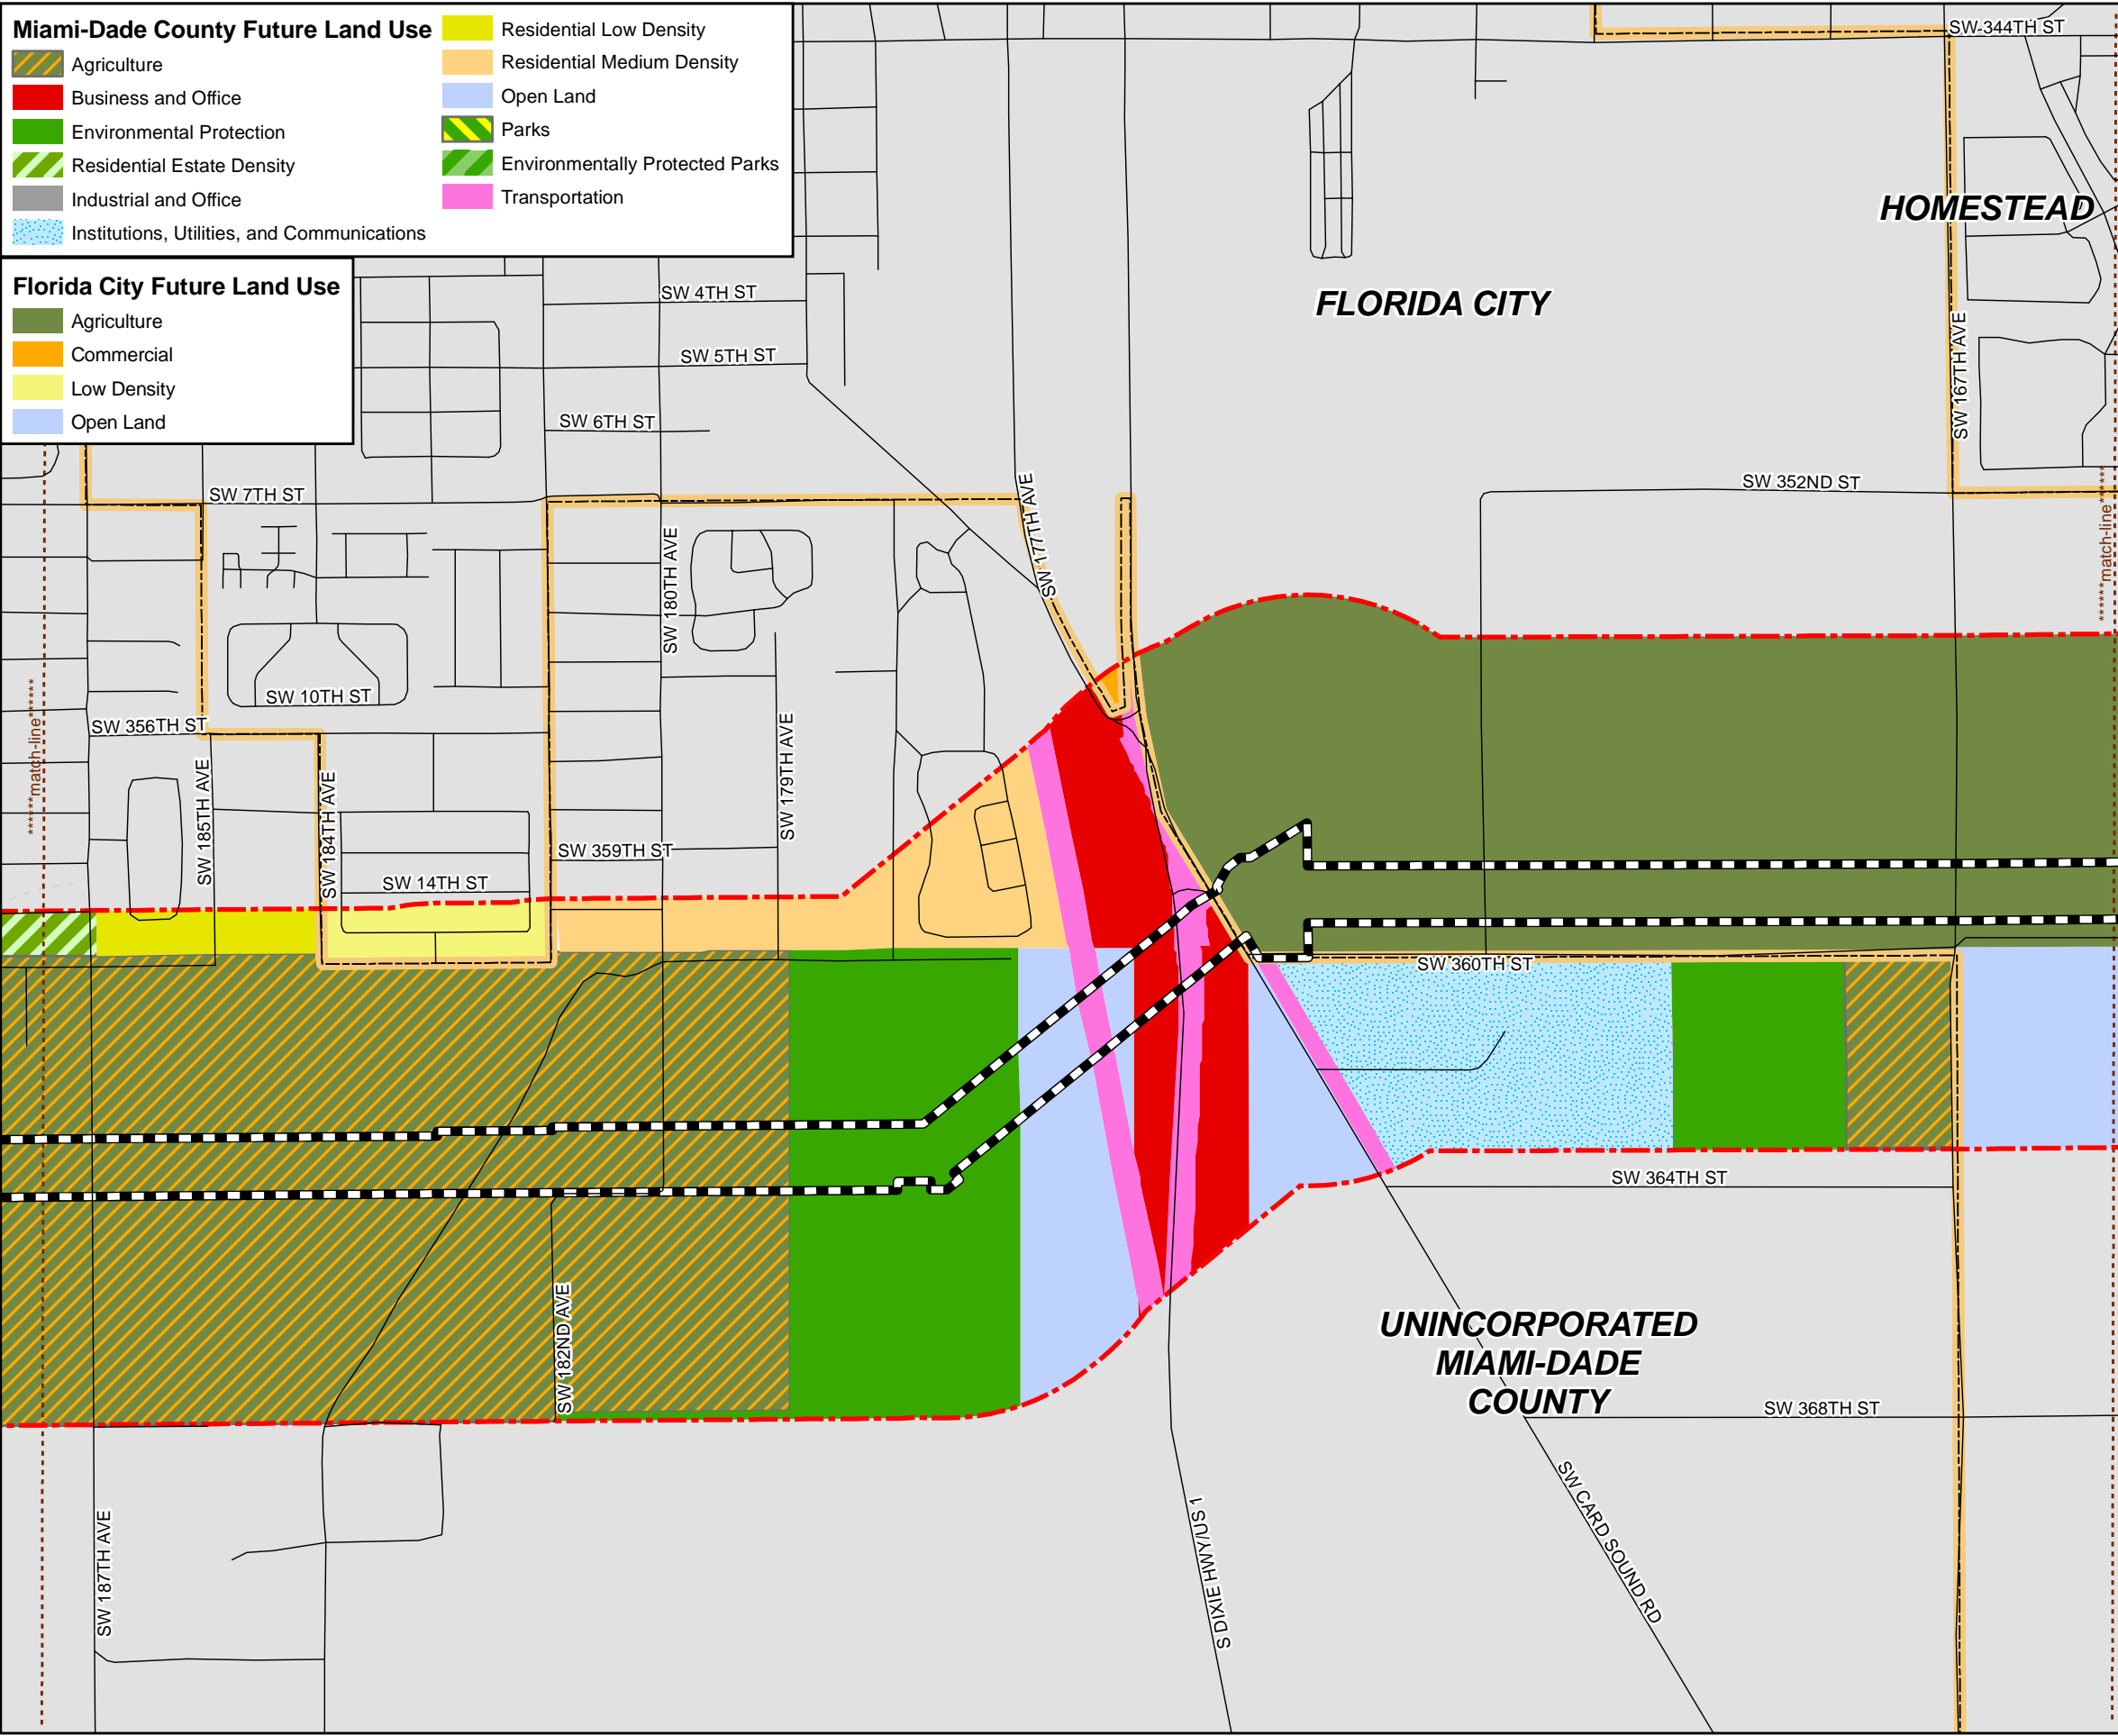 Miami-Dade County Future Land Use
Agriculture
Business and Office
Environmental Protection
Residential Estate Density
Industrial and Office
Institutions, Utilities, and Communications
Residential Low Density
Residential Medium Density
Open Land
Parks
Environmentally Protected Parks
Transportation
Florida City Future Land Use
Agriculture
Commercial
Low Density
Open Land
SW 344TH ST
HOMESTEAD
FLORIDA CITY
SW 4TH ST
SW 5TH ST
SW 6TH ST
SW 7TH ST
SW 167TH AVE
SW 352ND ST
SW 177TH AVE
SW 180TH AVE
*****match-line******
******match-line******
SW 10TH ST
SW 356TH ST
SW 185TH AVE
SW 184TH AVE
SW 179TH AVE
SW 359TH ST
SW 14TH ST
SW 360TH ST
SW 364TH ST
SW 182ND AVE
UNINCORPORATED
MIAMI-DADE
COUNTY
SW 368TH ST
SW 187TH AVE
S DIXIE HWY/US 1
SW CARD SOUND RD